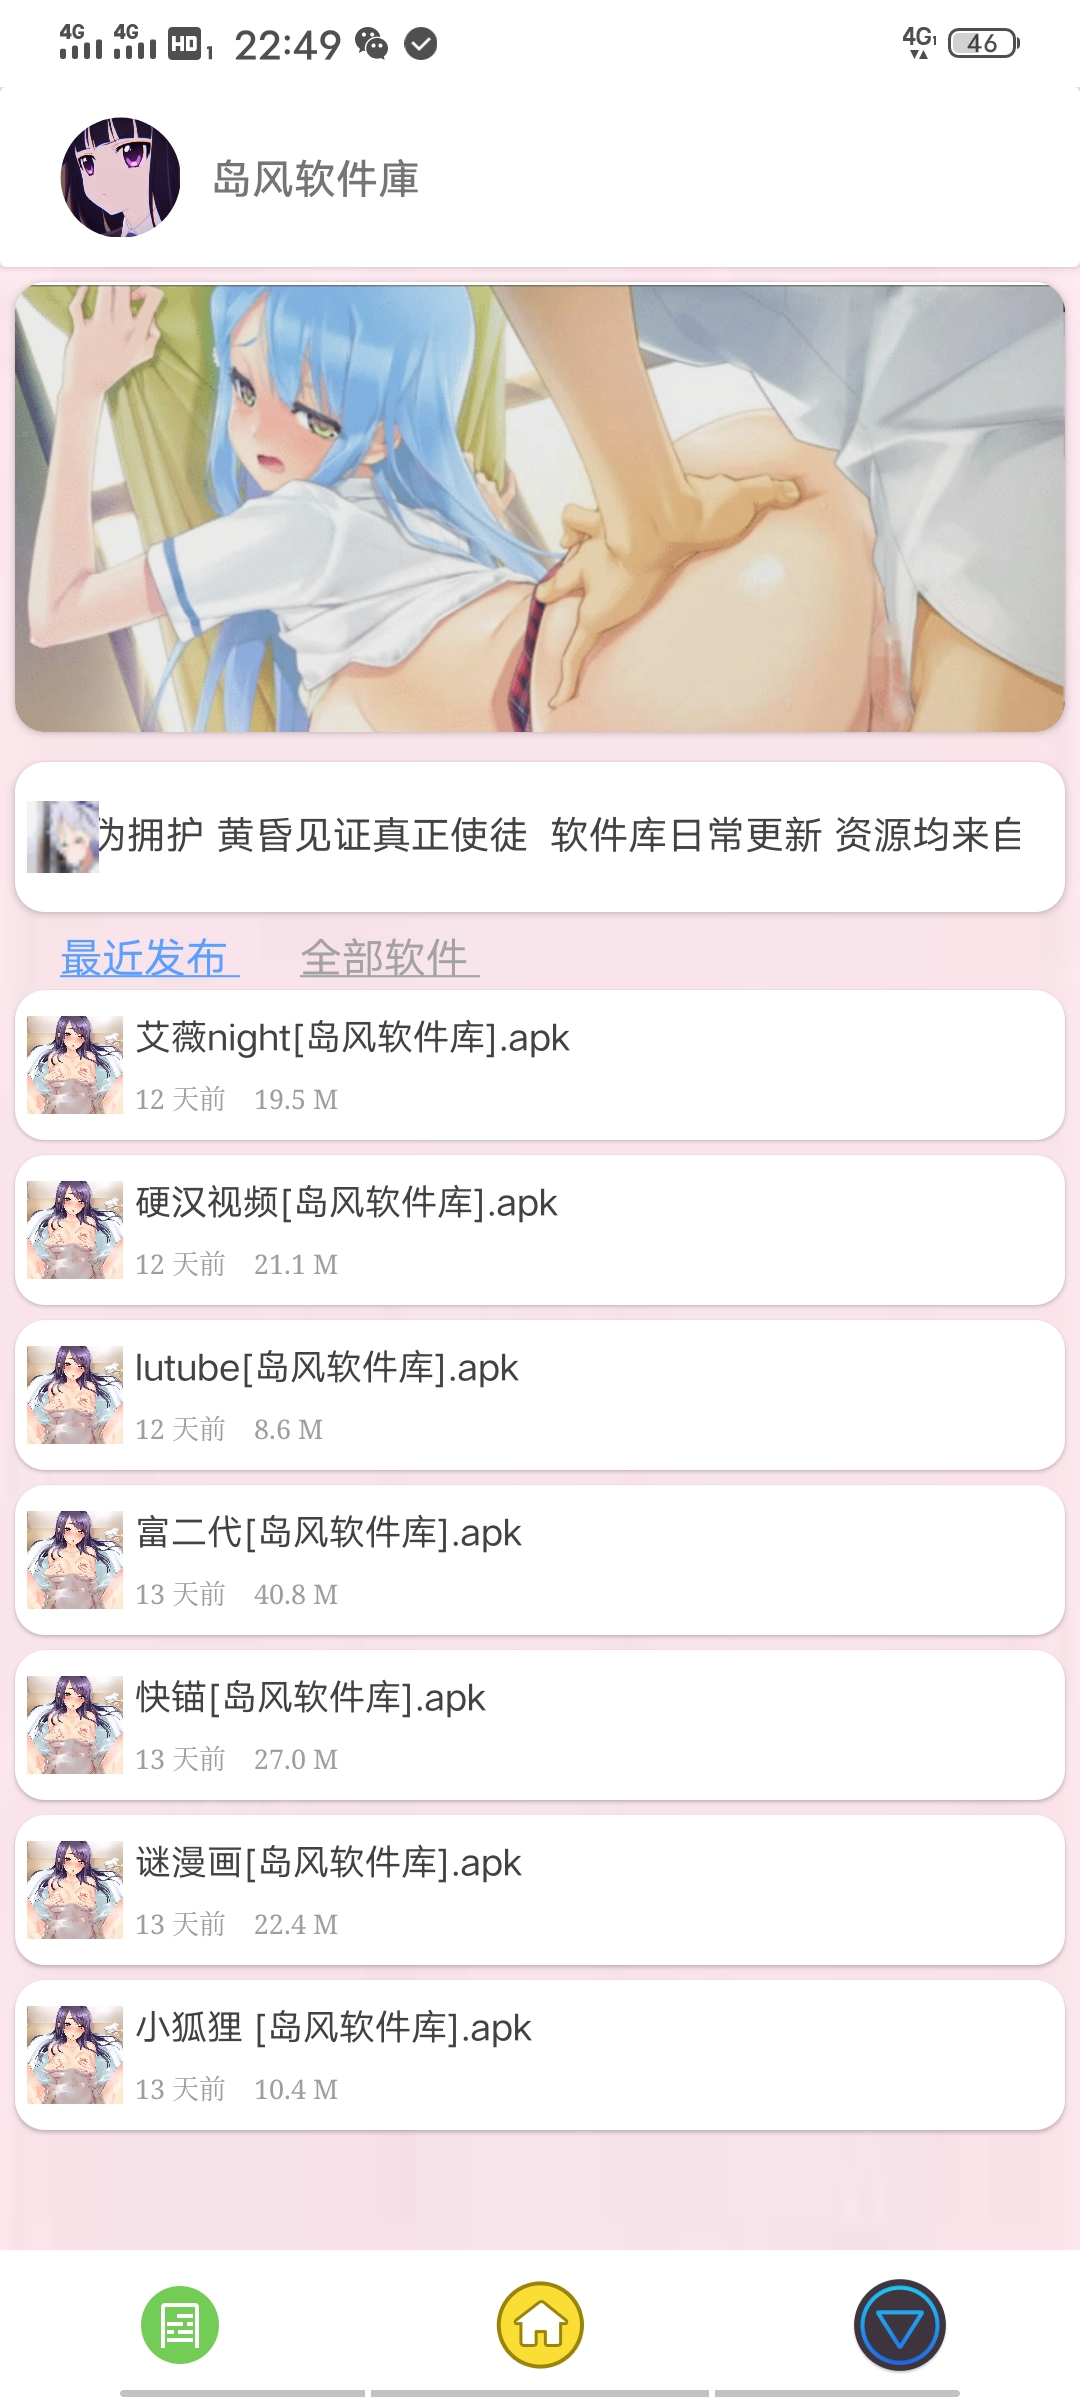 4G 4G HD 1 22:49 4G1 46
岛风软件庫
伪拥护 黄昏见证真正使徒 软件库日常更新 资源均来自
最近发布 全部软件
艾薇night[岛风软件库].apk
12 天前 19.5 M
硬汉视频[岛风软件库].apk
12 天前 21.1 M
lutube[岛风软件库].apk
12 天前 8.6 M
富二代[岛风软件库].apk
13 天前 40.8 M
快锚[岛风软件库].apk
13 天前 27.0 M
谜漫画[岛风软件库].apk
13 天前 22.4 M
小狐狸 [岛风软件库].apk
13 天前 10.4 M